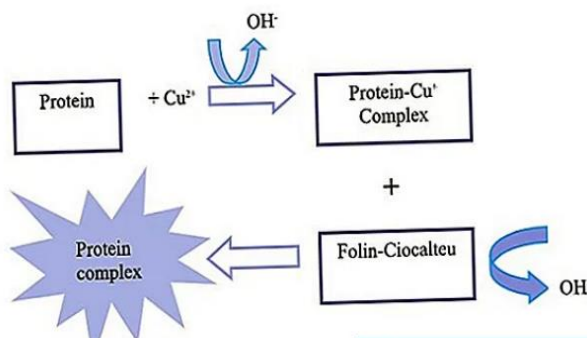 OH-
Protein
÷ Cu²⁺
Protein-Cu⁺
Complex
+
Protein
complex
Folin-Ciocalteu
OH